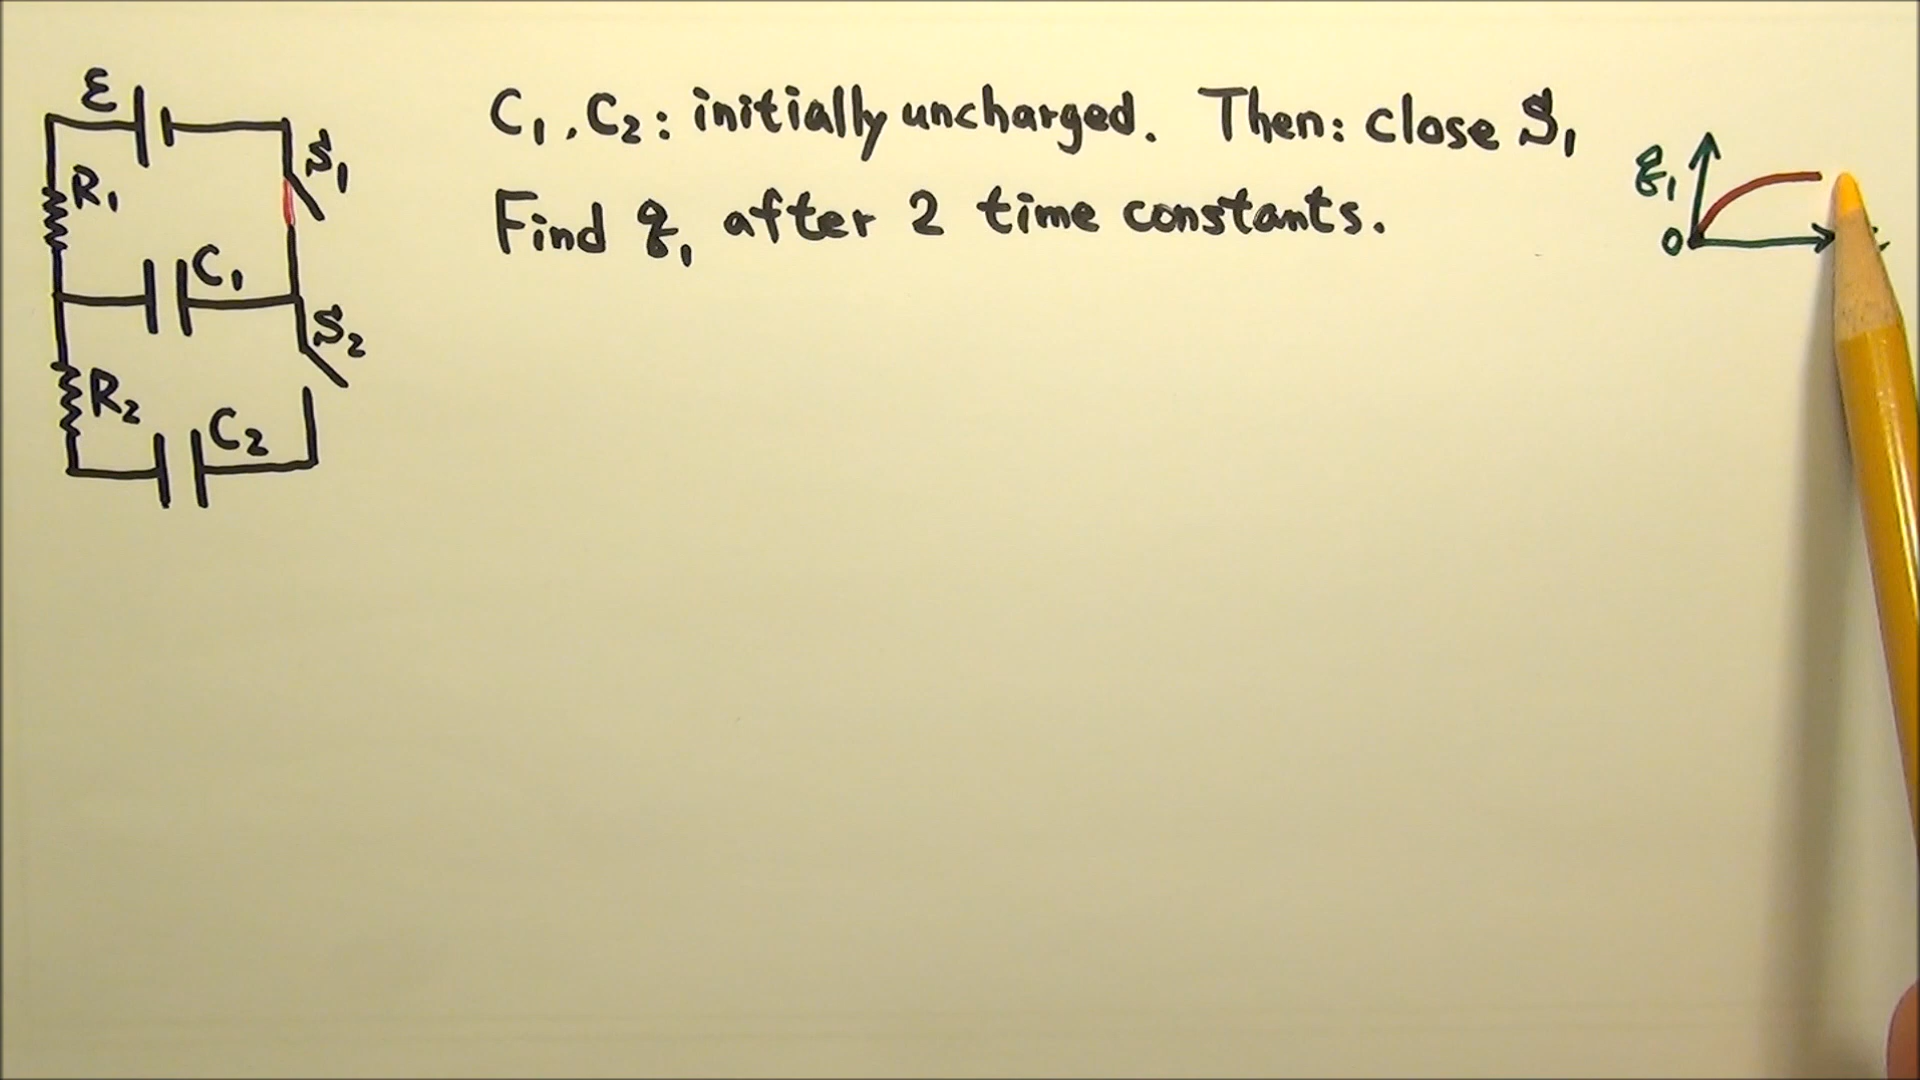 C₁, C₂: initially uncharged. Then: close S₁
Find q₁ after 2 time constants.
ℰ
S₁
R₁
C₁
S₂
R₂
C₂
q₁
0